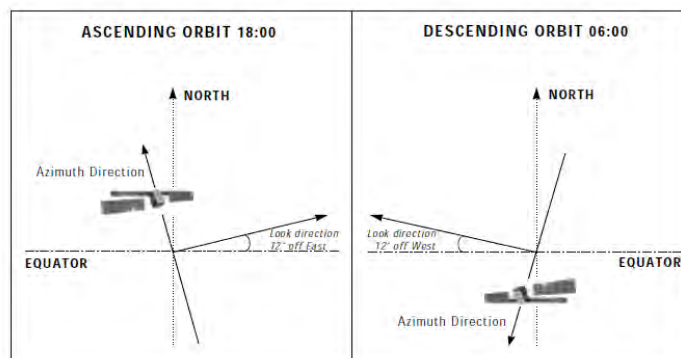 ASCENDING ORBIT 18:00
NORTH
Azimuth Direction
Look direction
12° off East
EQUATOR
DESCENDING ORBIT 06:00
NORTH
Look direction
12° off West
EQUATOR
Azimuth Direction